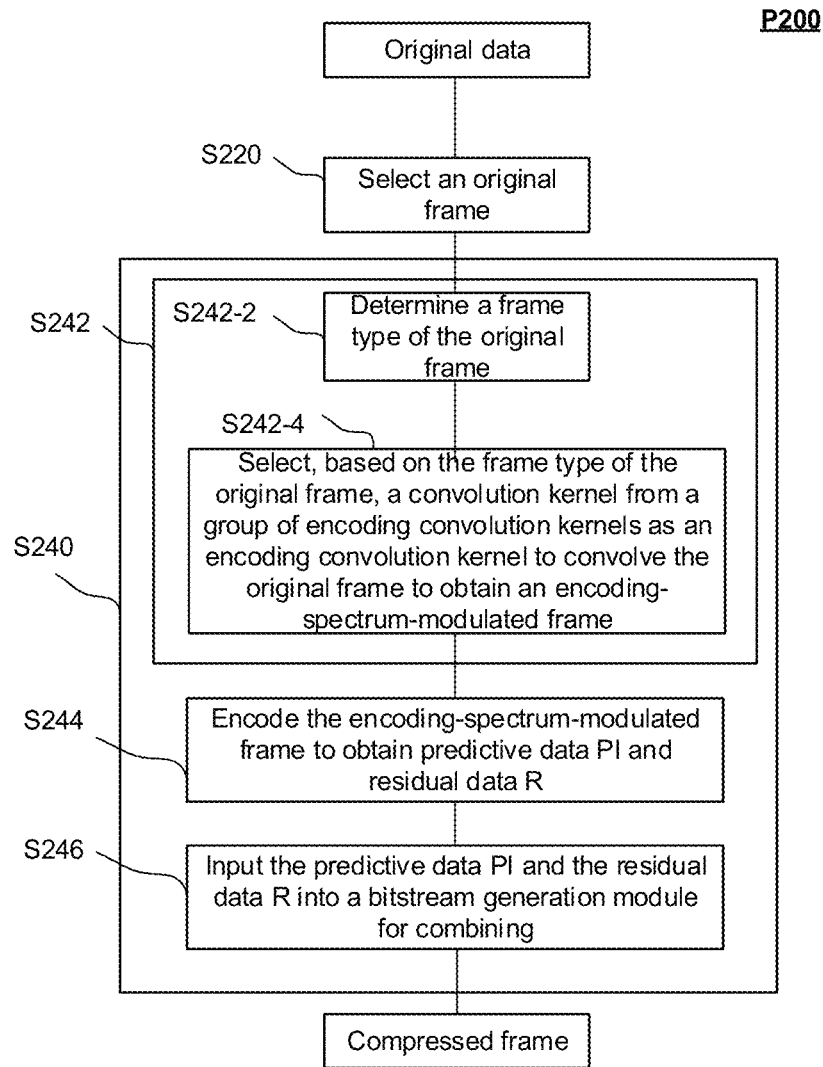 P200
Original data
S220
Select an original
frame
S242
S242-2
Determine a frame
type of the original
frame
S242-4
Select, based on the frame type of the
original frame, a convolution kernel from a
group of encoding convolution kernels as an
encoding convolution kernel to convolve the
original frame to obtain an encoding-
spectrum-modulated frame
S240
S244
Encode the encoding-spectrum-modulated
frame to obtain predictive data PI and
residual data R
S246
Input the predictive data PI and the residual
data R into a bitstream generation module
for combining
Compressed frame